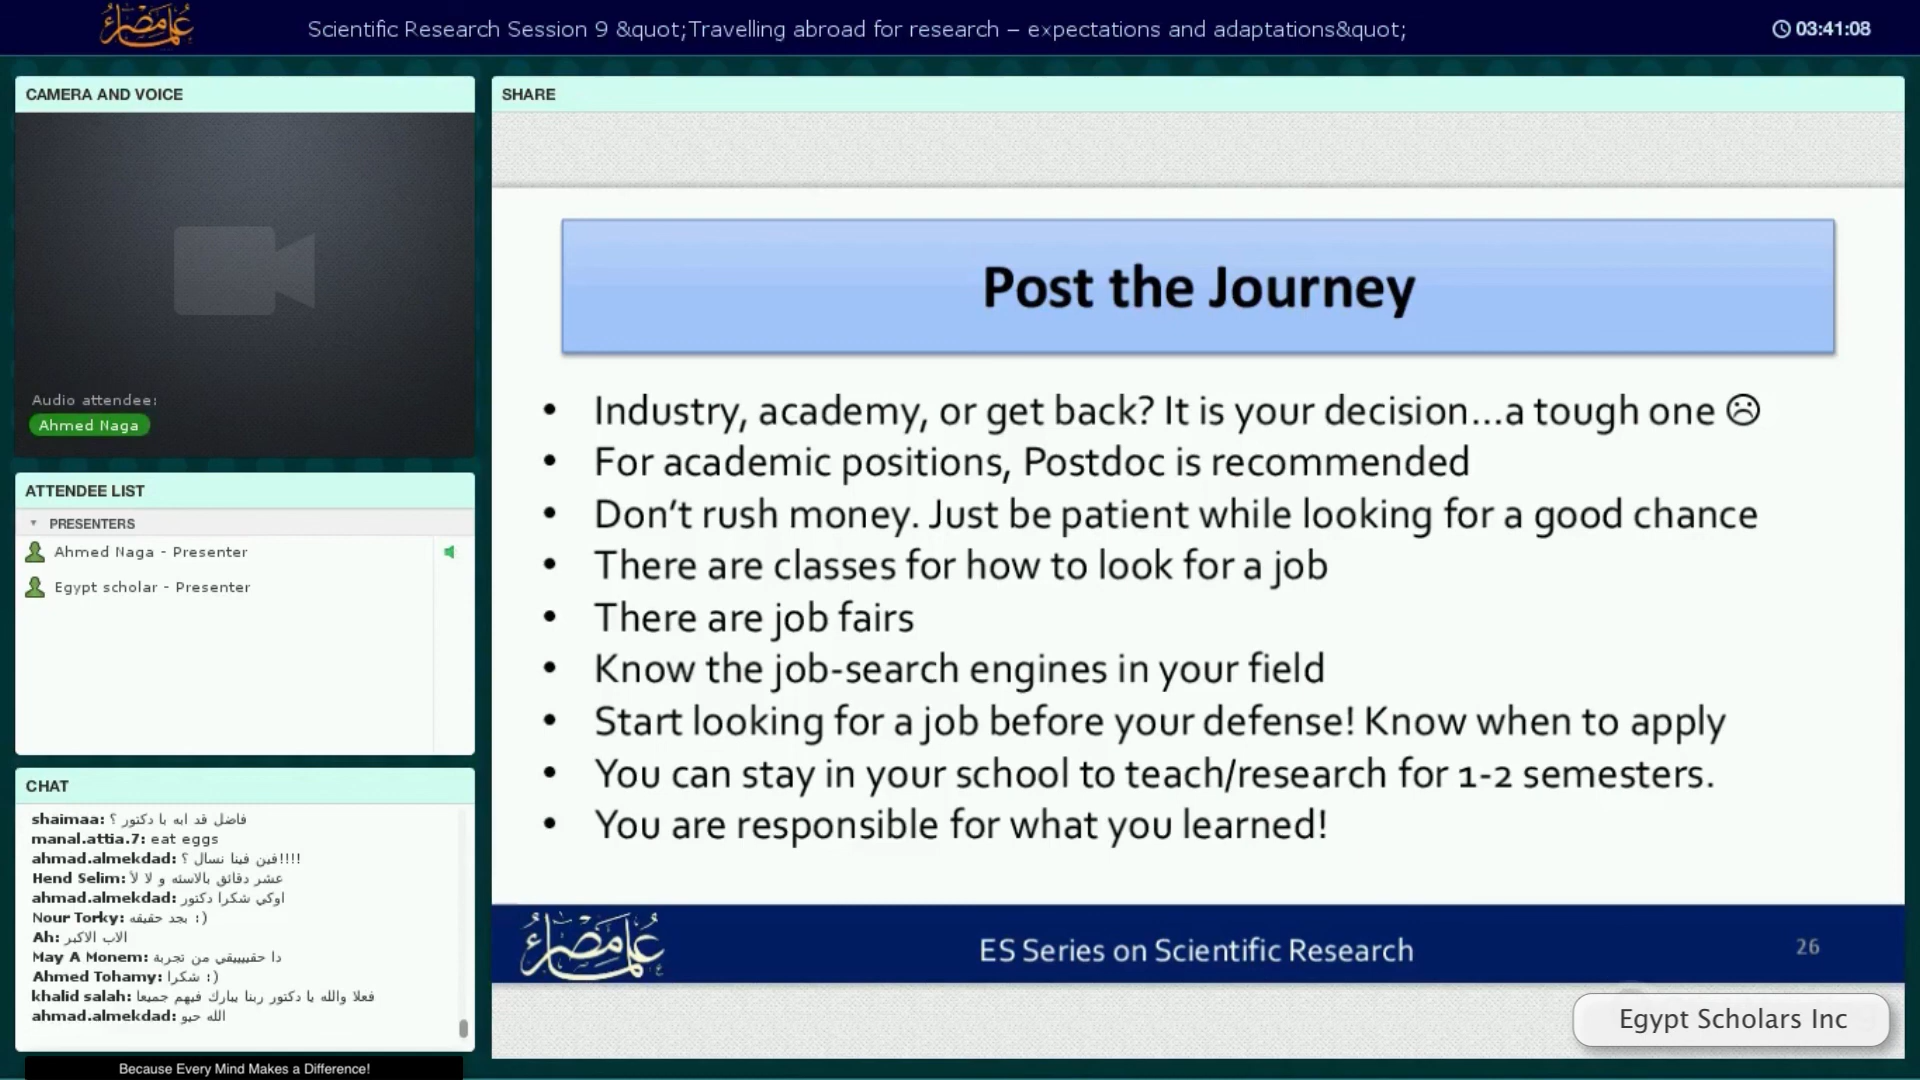 علماء مصر
Scientific Research Session 9 &quot;Travelling abroad for research – expectations and adaptations&quot;
03:41:08
CAMERA AND VOICE
Audio attendee:
Ahmed Naga
ATTENDEE LIST
PRESENTERS
Ahmed Naga - Presenter
Egypt scholar - Presenter
CHAT
shaimaa: فاضل قد ايه يا دكتور ؟
manal.attia.7: eat eggs
ahmad.almekdad: فين فينا نسال ؟!!!!
Hend Selim: عشر دقائق بالاسئه و لا لأ
ahmad.almekdad: اوكي شكرا دكتور
Nour Torky: بجد حقيقه :)
Ah: الاب الاكبر
May A Monem: دا حقييييقي من تجربة
Ahmed Tohamy: شكرا :)
khalid salah: فعلا والله يا دكتور ربنا يبارك فيهم جميعا
ahmad.almekdad: الله حيو
Because Every Mind Makes a Difference!
SHARE
Post the Journey
• Industry, academy, or get back? It is your decision...a tough one ☹
• For academic positions, Postdoc is recommended
• Don’t rush money. Just be patient while looking for a good chance
• There are classes for how to look for a job
• There are job fairs
• Know the job-search engines in your field
• Start looking for a job before your defense! Know when to apply
• You can stay in your school to teach/research for 1-2 semesters.
• You are responsible for what you learned!
علماء مصر
ES Series on Scientific Research
26
Egypt Scholars Inc